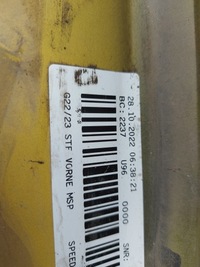 28.10.2022 06:38:21
BC: 2237 U96 0000 SNR:
G22/23 STF VORNE MSP SPEED